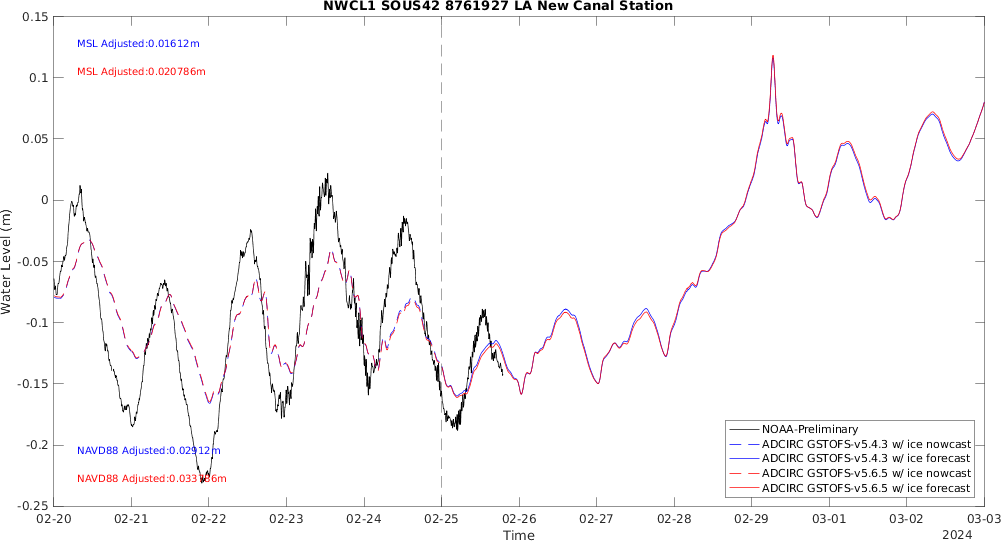 NWCL1 SOUS42 8761927 LA New Canal Station
MSL Adjusted:0.01612m
MSL Adjusted:0.020786m
NAVD88 Adjusted:0.02912m
NAVD88 Adjusted:0.033786m
Water Level (m)
0.15
0.1
0.05
0
-0.05
-0.1
-0.15
-0.2
-0.25
NOAA-Preliminary
ADCIRC GSTOFS-v5.4.3 w/ ice nowcast
ADCIRC GSTOFS-v5.4.3 w/ ice forecast
ADCIRC GSTOFS-v5.6.5 w/ ice nowcast
ADCIRC GSTOFS-v5.6.5 w/ ice forecast
02-20 02-21 02-22 02-23 02-24 02-25 02-26 02-27 02-28 02-29 03-01 03-02 03-03
Time
2024